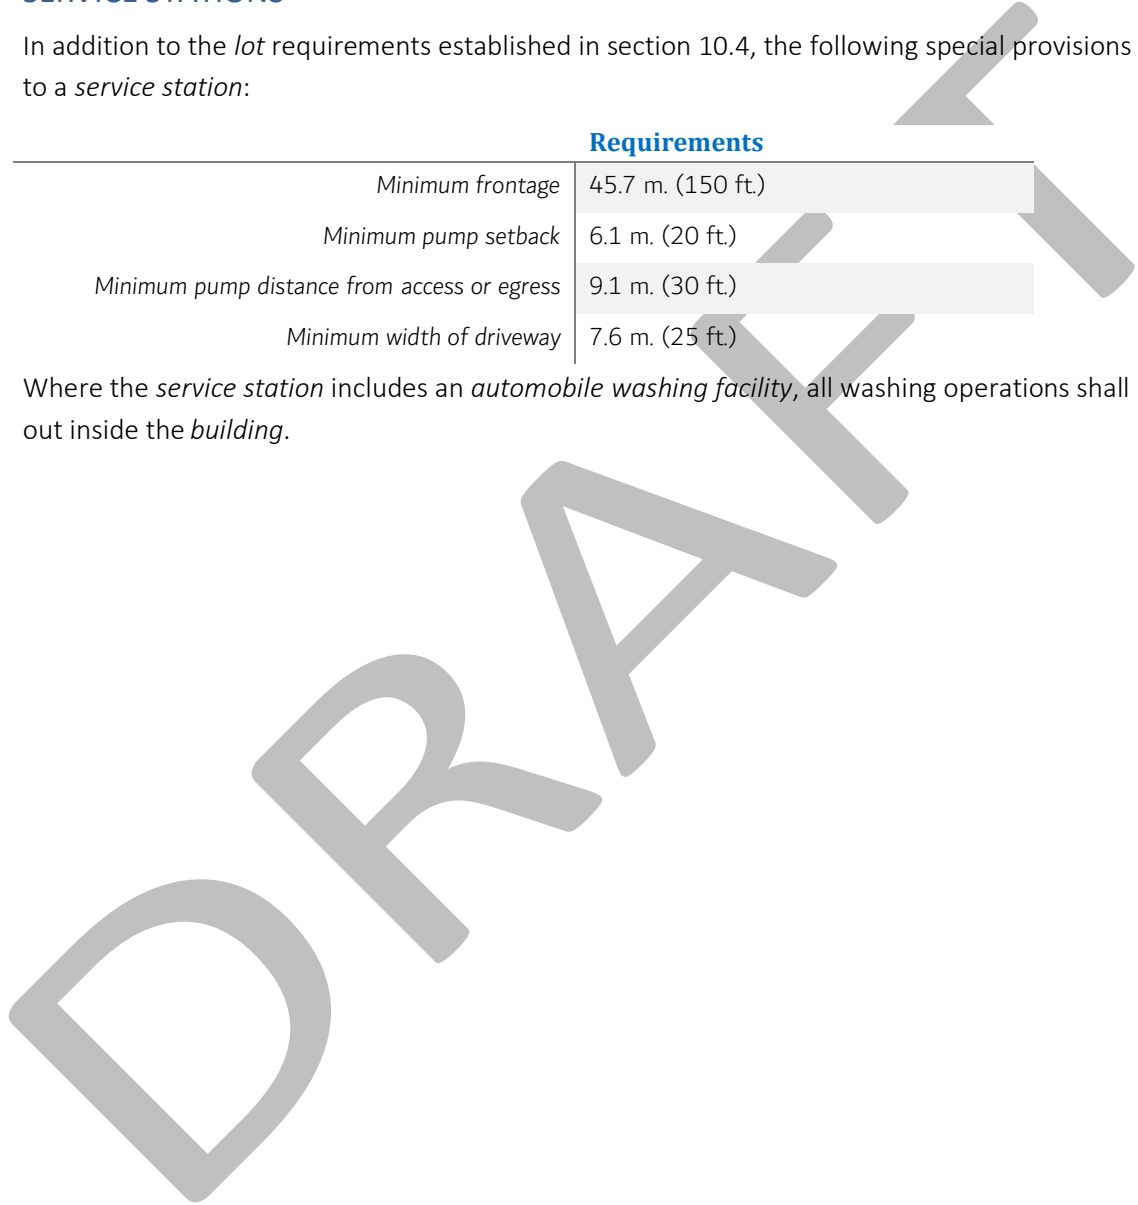 SERVICE STATIONS
In addition to the lot requirements established in section 10.4, the following special provisions
to a service station:
Requirements
Minimum frontage 45.7 m. (150 ft.)
Minimum pump setback 6.1 m. (20 ft.)
Minimum pump distance from access or egress 9.1 m. (30 ft.)
Minimum width of driveway 7.6 m. (25 ft.)
Where the service station includes an automobile washing facility, all washing operations shall
out inside the building.
DRAFT